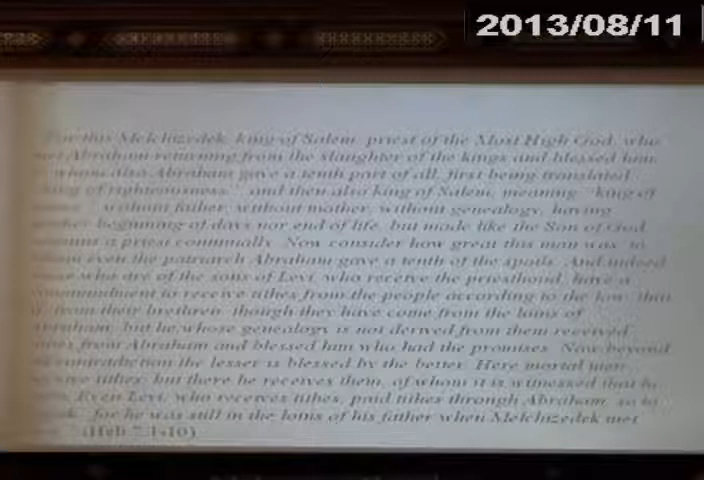 2013/08/11
For this Melchizedek, king of Salem, priest of the Most High God, who
met Abraham returning from the slaughter of the kings and blessed him,
whom also Abraham gave a tenth part of all, first being translated
king of righteousness and then also king of Salem, meaning king of
without father, without mother, without genealogy, having
beginning of days nor end of life, but made like the Son of God
a priest continually. Now consider how great this man was, to
whom even the patriarch Abraham gave a tenth of the spoils. And indeed
who are of the sons of Levi, who receive the priesthood, have a
commandment to receive tithes from the people according to the law, that
from their brethren, though they have come from the loins of
Abraham, but he whose genealogy is not derived from them received
from Abraham and blessed him who had the promises. Now beyond
contradiction the lesser is blessed by the better. Here mortal men
tithes, but there he receives them, of whom it is witnessed that he
Even Levi, who receives tithes, paid tithes through Abraham, so to
for he was still in the loins of his father when Melchizedek met
(Heb 7:1-10)